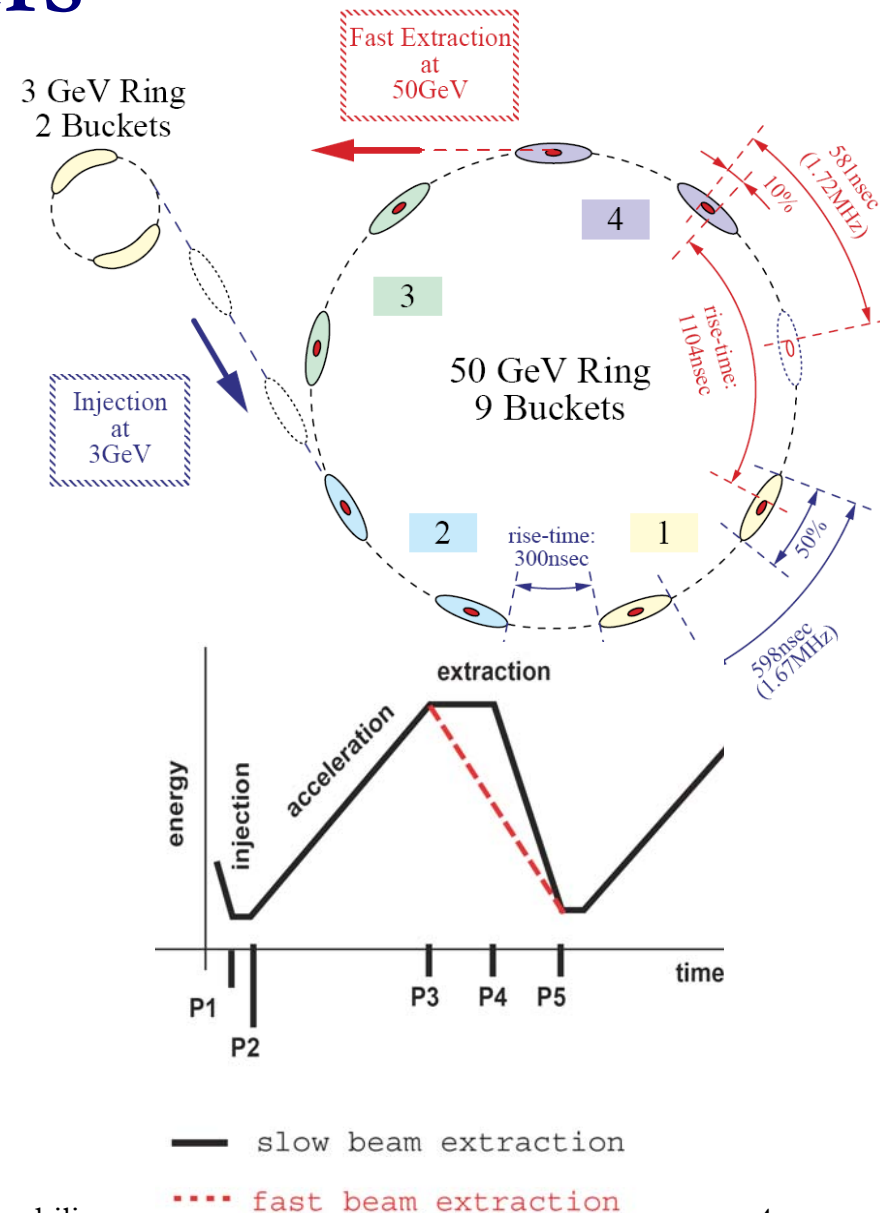 3 GeV Ring
2 Buckets
Fast Extraction
at
50GeV
581nsec
(1.72MHz)
10%
4
3
rise-time:
1104nsec
50 GeV Ring
9 Buckets
Injection
at
3GeV
2
rise-time:
300nsec
1
50%
598nsec
(1.67MHz)
extraction
acceleration
injection
energy
time
P1
P2
P3
P4
P5
slow beam extraction
fast beam extraction